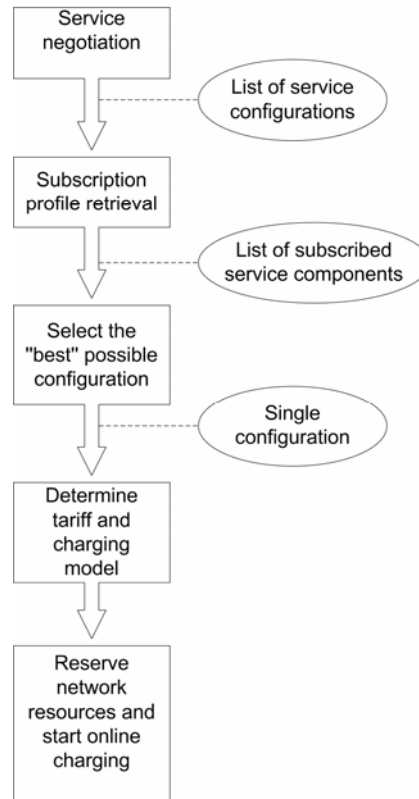 Service
negotiation
List of service
configurations
Subscription
profile retrieval
List of subscribed
service components
Select the
"best" possible
configuration
Single
configuration
Determine
tariff and
charging
model
Reserve
network
resources and
start online
charging